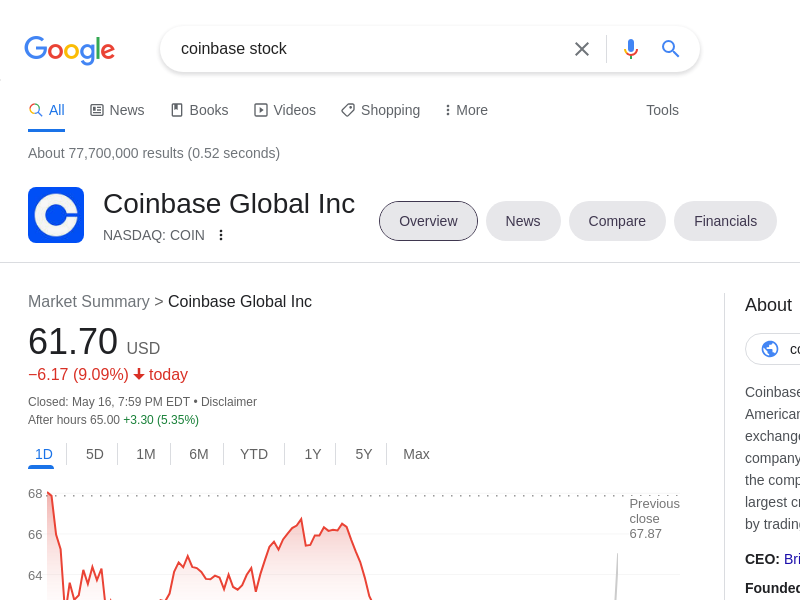 Google
coinbase stock
All News Books Videos Shopping More Tools
About 77,700,000 results (0.52 seconds)
Coinbase Global Inc
NASDAQ: COIN
Overview News Compare Financials
Market Summary > Coinbase Global Inc
61.70 USD
−6.17 (9.09%) today
Closed: May 16, 7:59 PM EDT • Disclaimer
After hours 65.00 +3.30 (5.35%)
1D 5D 1M 6M YTD 1Y 5Y Max
68
66
64
Previous
close
67.87
About
Coinbase
American
exchange
company
the comp
largest cr
by trading
CEO: Bri
Founded